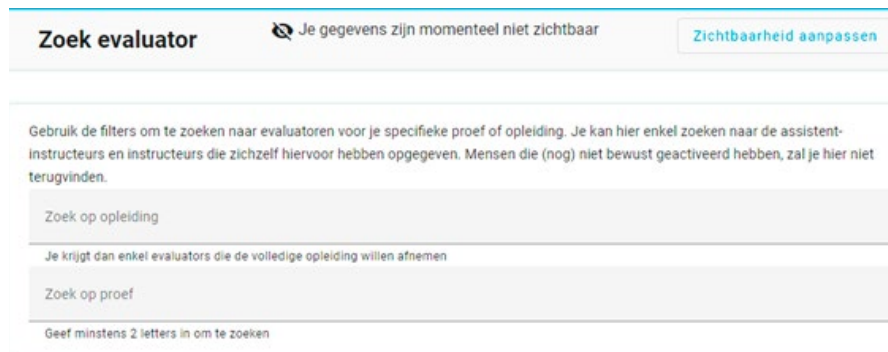 Zoek evaluator
Je gegevens zijn momenteel niet zichtbaar
Zichtbaarheid aanpassen
Gebruik de filters om te zoeken naar evaluatoren voor je specifieke proef of opleiding. Je kan hier enkel zoeken naar de assistent-
instructeurs en instructeurs die zichzelf hiervoor hebben opgegeven. Mensen die (nog) niet bewust geactiveerd hebben, zal je hier niet
terugvinden.
Zoek op opleiding
Je krijgt dan enkel evaluators die de volledige opleiding willen afnemen
Zoek op proef
Geef minstens 2 letters in om te zoeken